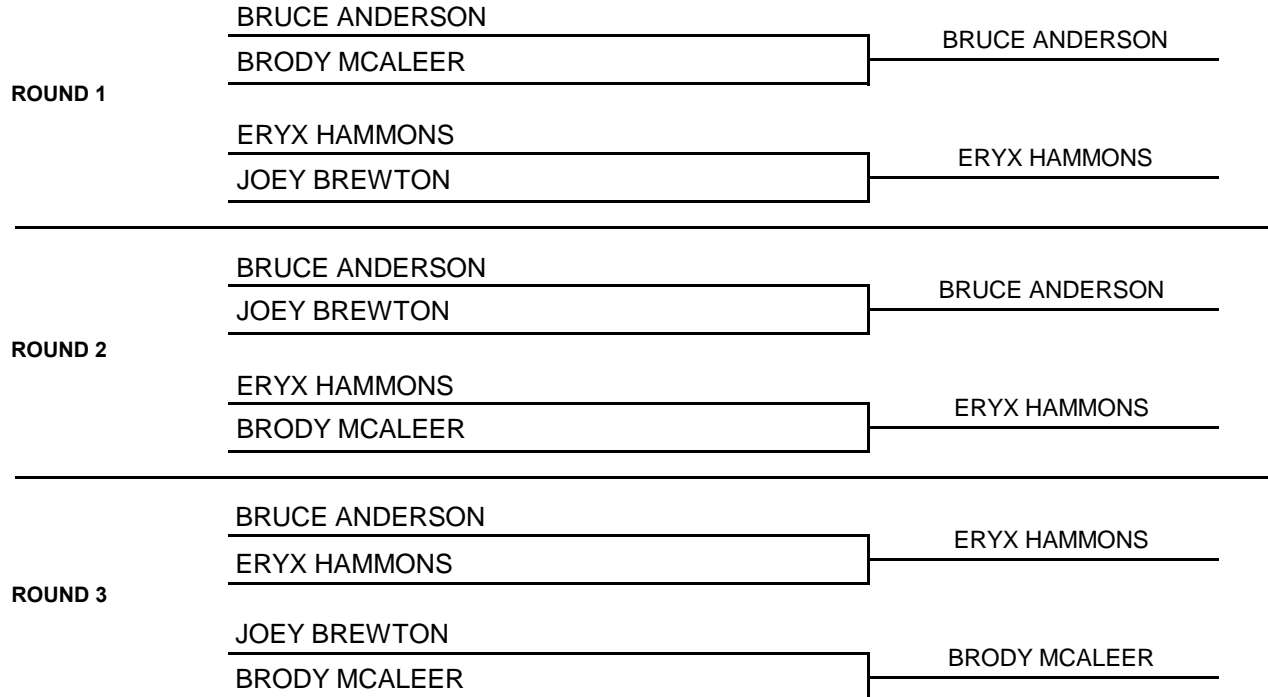 BRUCE ANDERSON
BRODY MCALEER
BRUCE ANDERSON
ROUND 1
ERYX HAMMONS
JOEY BREWTON
ERYX HAMMONS
BRUCE ANDERSON
JOEY BREWTON
BRUCE ANDERSON
ROUND 2
ERYX HAMMONS
BRODY MCALEER
ERYX HAMMONS
BRUCE ANDERSON
ERYX HAMMONS
ERYX HAMMONS
ROUND 3
JOEY BREWTON
BRODY MCALEER
BRODY MCALEER